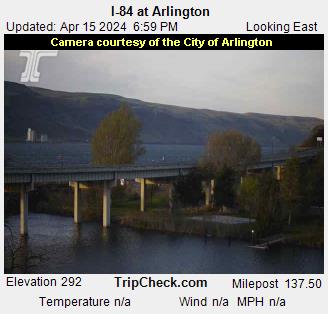 I-84 at Arlington
Updated: Apr 15 2024 6:59 PM Looking East
Camera courtesy of the City of Arlington
Elevation 292 TripCheck.com Milepost 137.50
Temperature n/a Wind n/a MPH n/a